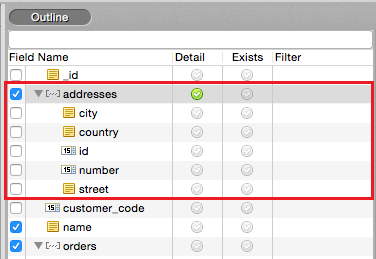 Outline
Field Name Detail Exists Filter
_id
[...] addresses
city
country
15 id
15 number
street
15 customer_code
name
[...] orders